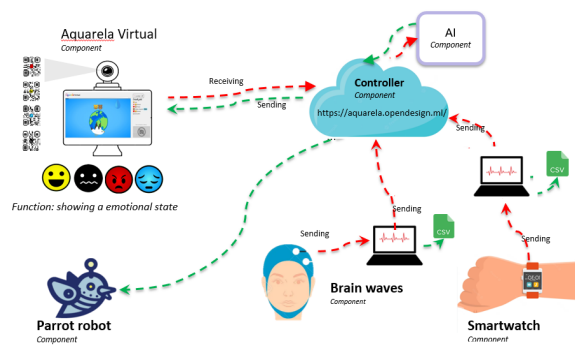 Aquarela Virtual
Component
AI
Component
Receiving
Sending
Controller
Component
https://aquarela.opendesign.ml/
Sending
CSV
Function: showing a emotional state
Sending
Sending
CSV
Sending
Brain waves
Component
Parrot robot
Component
Smartwatch
Component